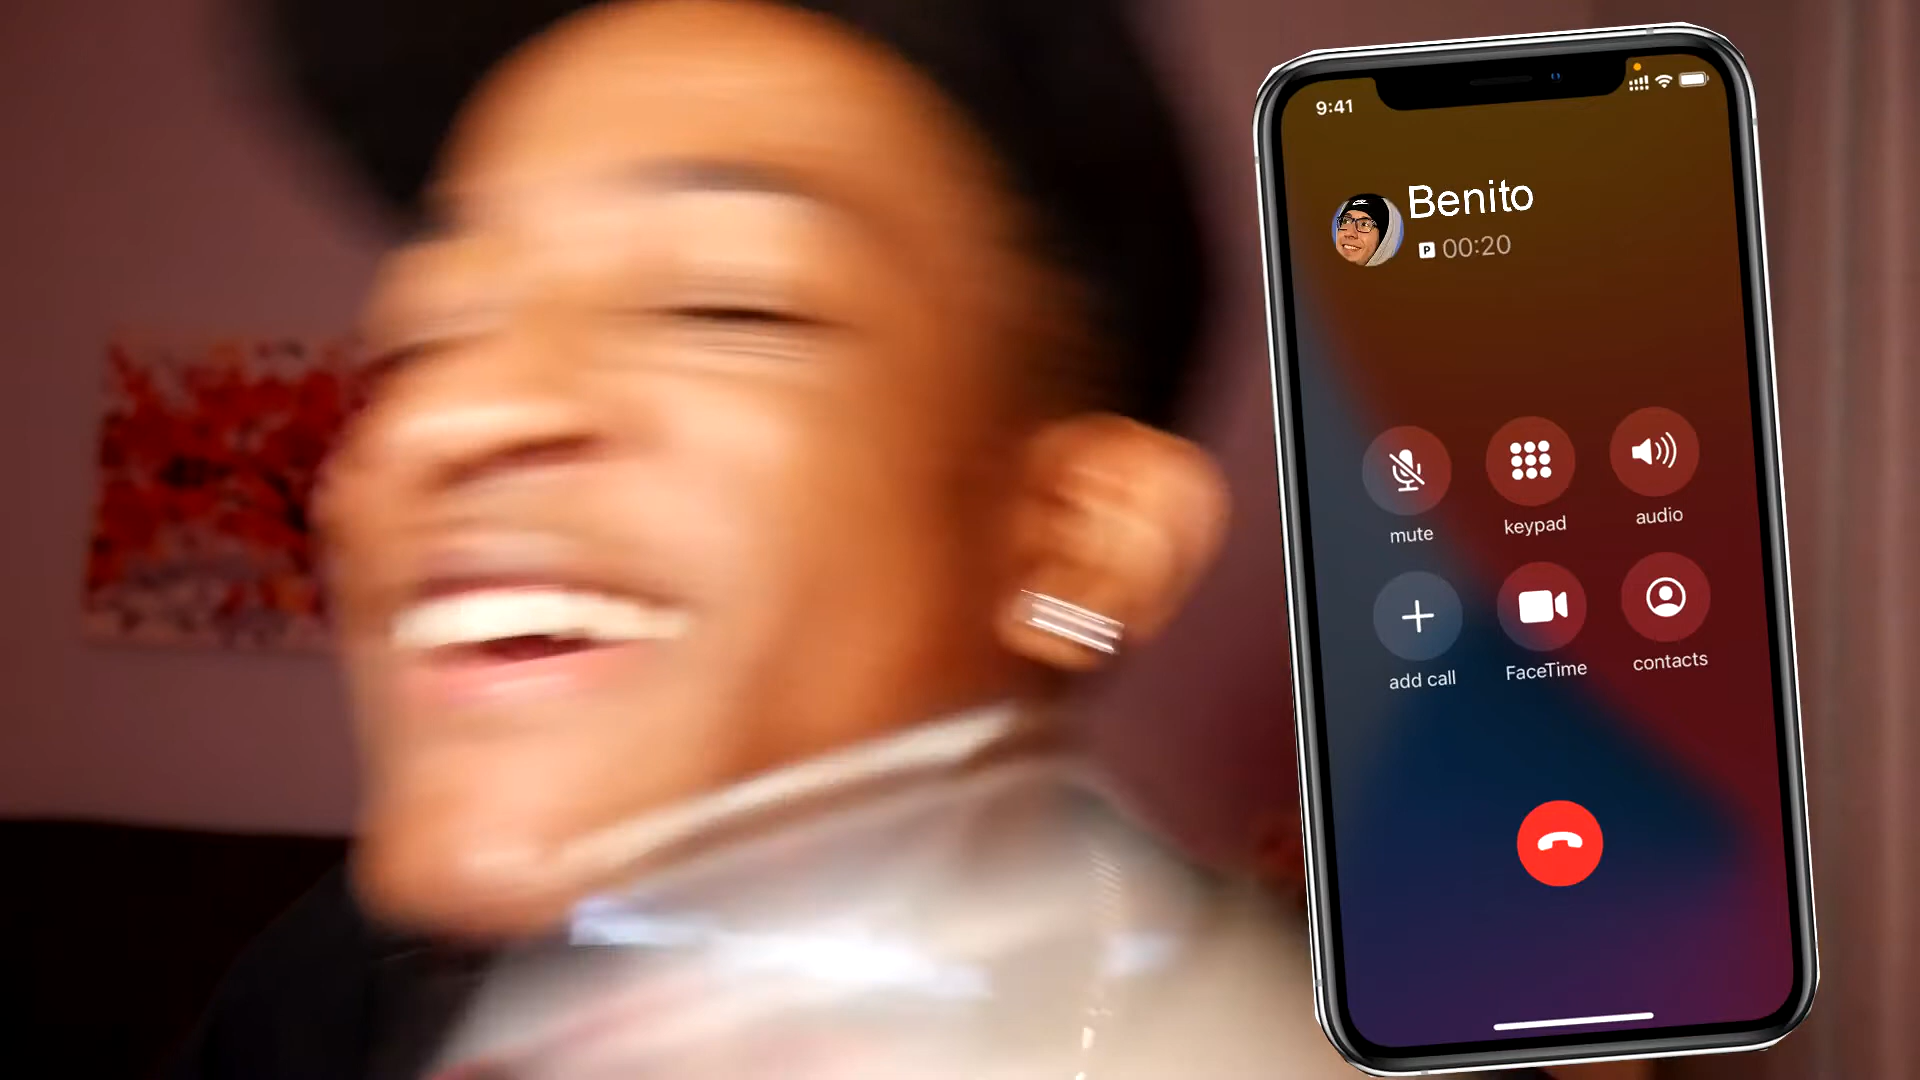 9:41
Benito
P 00:20
mute
keypad
audio
add call
FaceTime
contacts